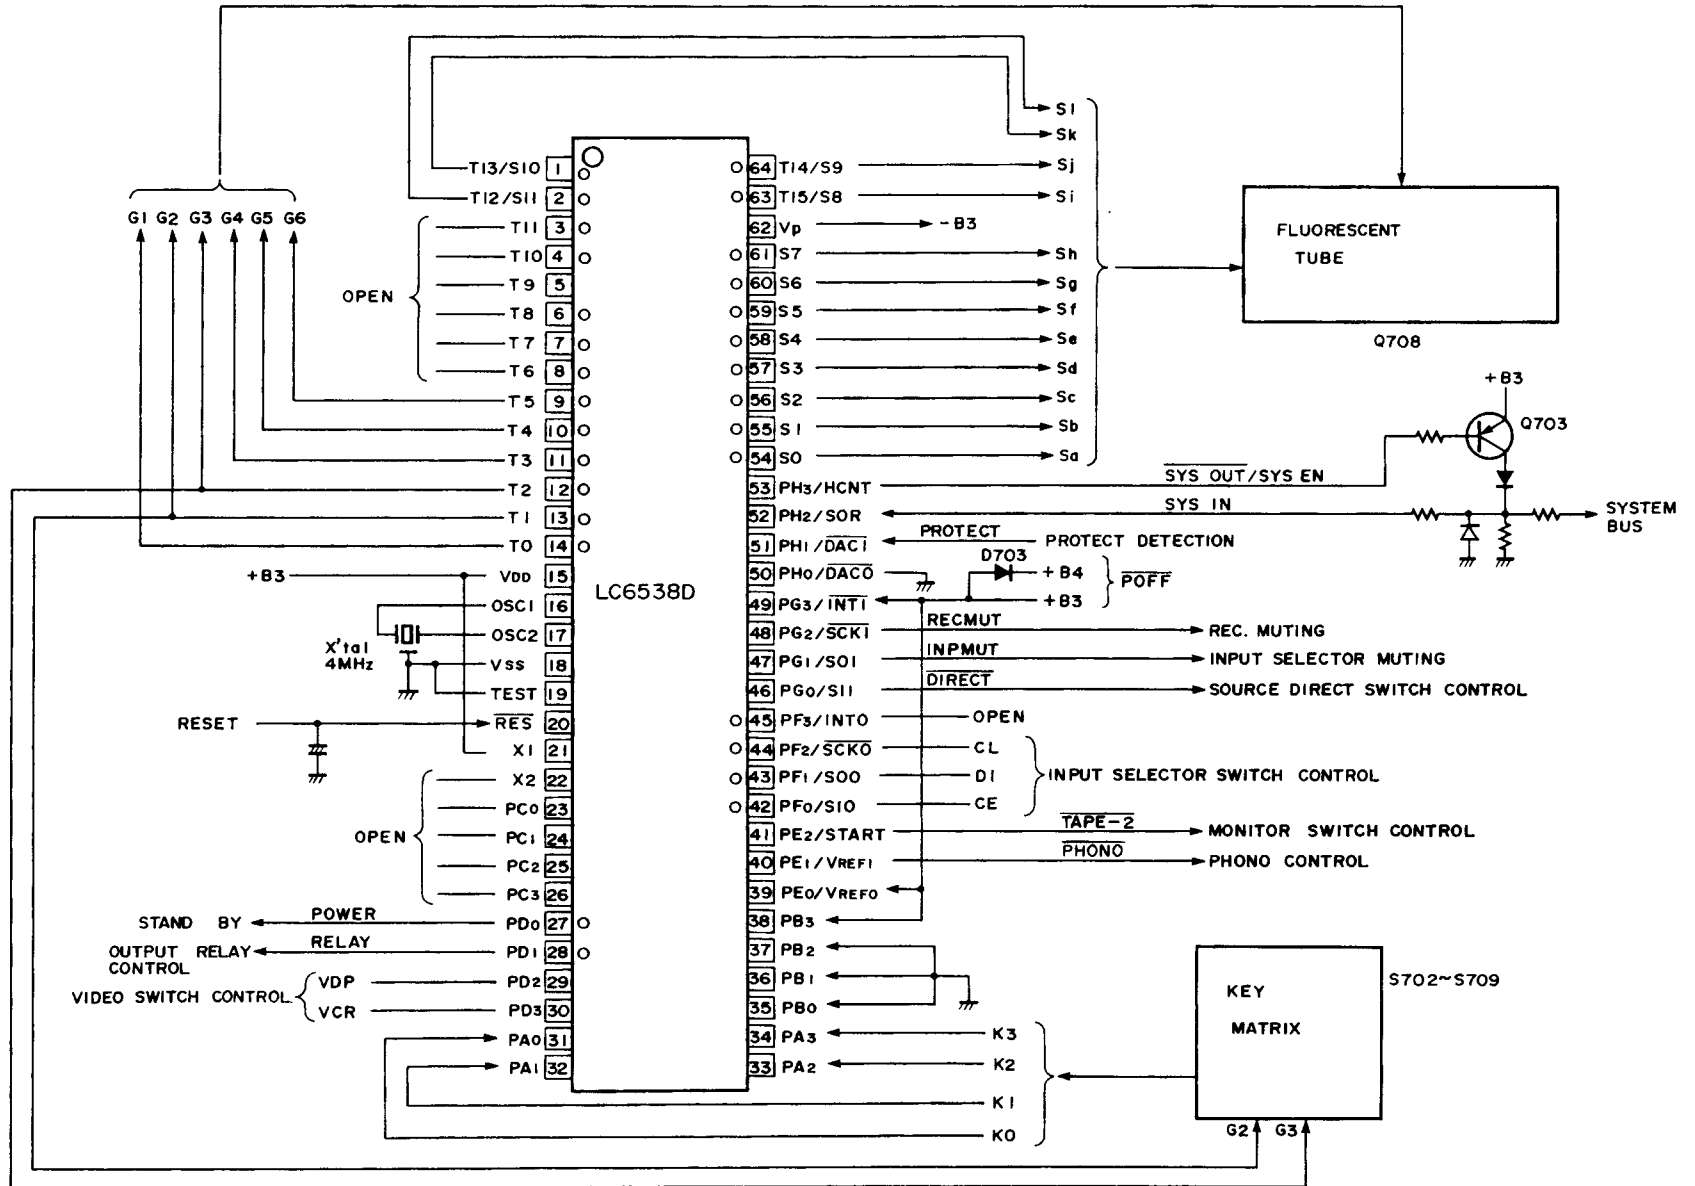 Sl
Sk
T13/S10 1
64 T14/S9
Sj
T12/S11 2
63 T15/S8
Si
G1 G2 G3 G4 G5 G6
T11 3
62 Vp
-B3
T10 4
61 S7
Sh
T9 5
60 S6
Sg
OPEN
T8 6
59 S5
Sf
T7 7
58 S4
Se
T6 8
57 S3
Sd
T5 9
56 S2
Sc
T4 10
55 S1
Sb
T3 11
54 S0
Sa
FLUORESCENT
TUBE
Q708
+B3
Q703
T2 12
53 PH3/HCNT
SYS OUT/SYS EN
T1 13
52 PH2/SOR
SYS IN
SYSTEM
BUS
T0 14
51 PH1/DAC1
PROTECT
PROTECT DETECTION
+B3
VDD 15
50 PH0/DAC0
D703
+B4
POFF
LC6538D
OSC1 16
49 PG3/INT1
+B3
OSC2 17
48 PG2/SCK1
RECMUT
REC. MUTING
X'tal
4MHz
VSS 18
47 PG1/SO1
INPMUT
INPUT SELECTOR MUTING
TEST 19
46 PG0/SI1
DIRECT
SOURCE DIRECT SWITCH CONTROL
RESET
RES 20
45 PF3/INT0
OPEN
X1 21
44 PF2/SCK0
CL
X2 22
43 PF1/SO0
DI
INPUT SELECTOR SWITCH CONTROL
PC0 23
42 PF0/SI0
CE
OPEN
PC1 24
41 PE2/START
TAPE-2
MONITOR SWITCH CONTROL
PC2 25
40 PE1/VREF1
PHONO
PHONO CONTROL
PC3 26
39 PE0/VREF0
STAND BY
POWER
PD0 27
38 PB3
OUTPUT RELAY
CONTROL
RELAY
PD1 28
37 PB2
VIDEO SWITCH CONTROL
VDP
PD2 29
36 PB1
VCR
PD3 30
35 PB0
PA0 31
34 PA3
K3
PA1 32
33 PA2
K2
K1
K0
KEY
MATRIX
S702~S709
G2 G3